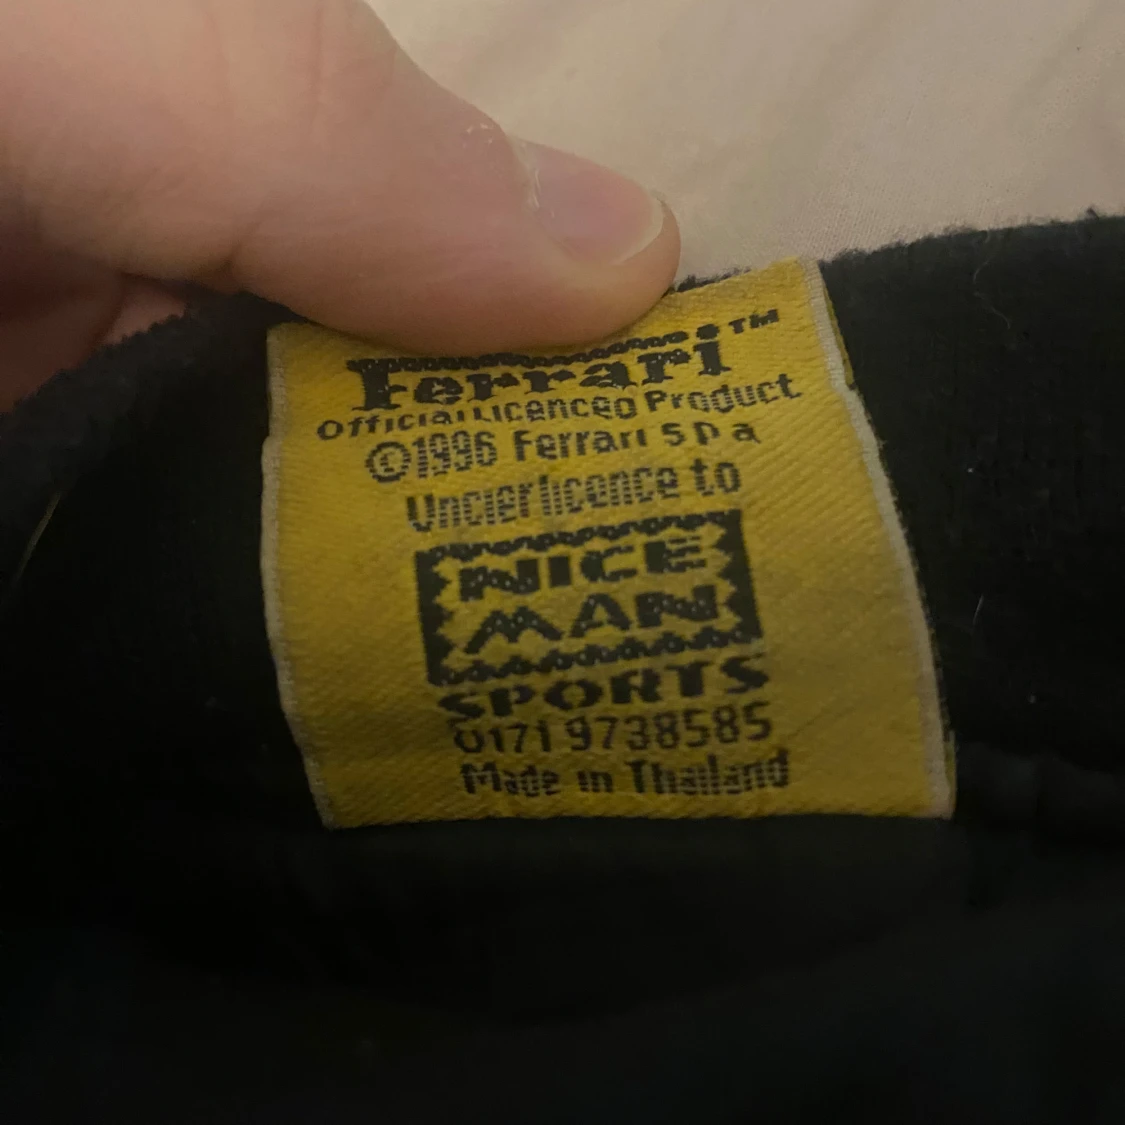 Ferrari™
Official Licenced Product
©1996 Ferrari s p a
Under licence to
NICE
MAN
SPORTS
0171 9738585
Made in Thailand